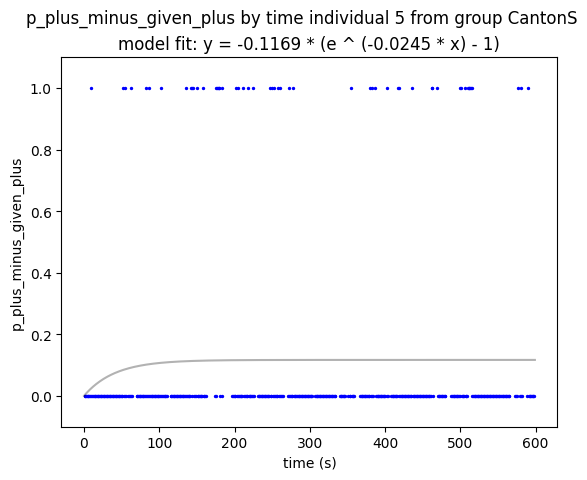 p_plus_minus_given_plus by time individual 5 from group CantonS
model fit: y = -0.1169 * (e ^ (-0.0245 * x) - 1)
1.0
0.8
0.6
0.4
0.2
0.0
p_plus_minus_given_plus
0 100 200 300 400 500 600
time (s)